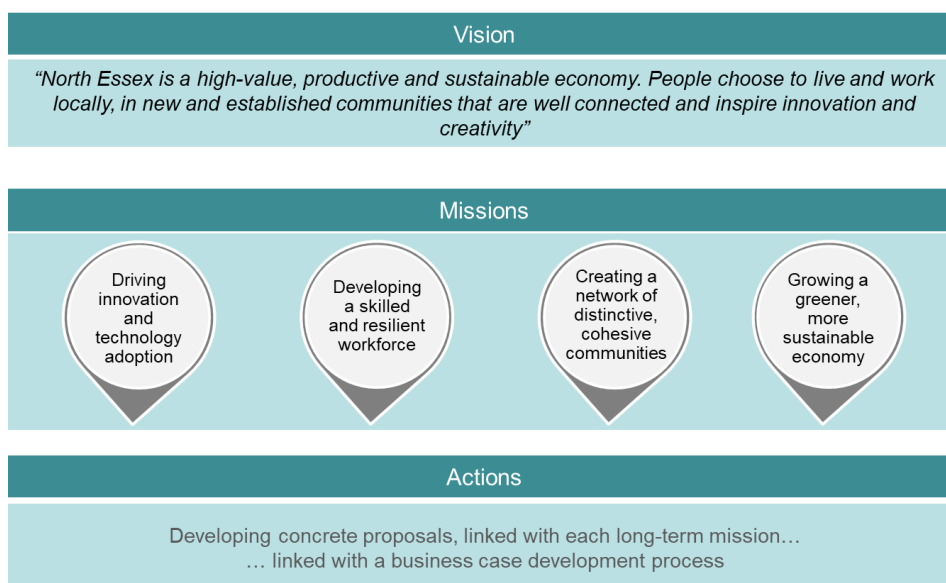 Vision
“North Essex is a high-value, productive and sustainable economy. People choose to live and work
locally, in new and established communities that are well connected and inspire innovation and
creativity”
Missions
Driving
innovation
and
technology
adoption
Developing
a skilled
and resilient
workforce
Creating a
network of
distinctive,
cohesive
communities
Growing a
greener,
more
sustainable
economy
Actions
Developing concrete proposals, linked with each long-term mission…
… linked with a business case development process